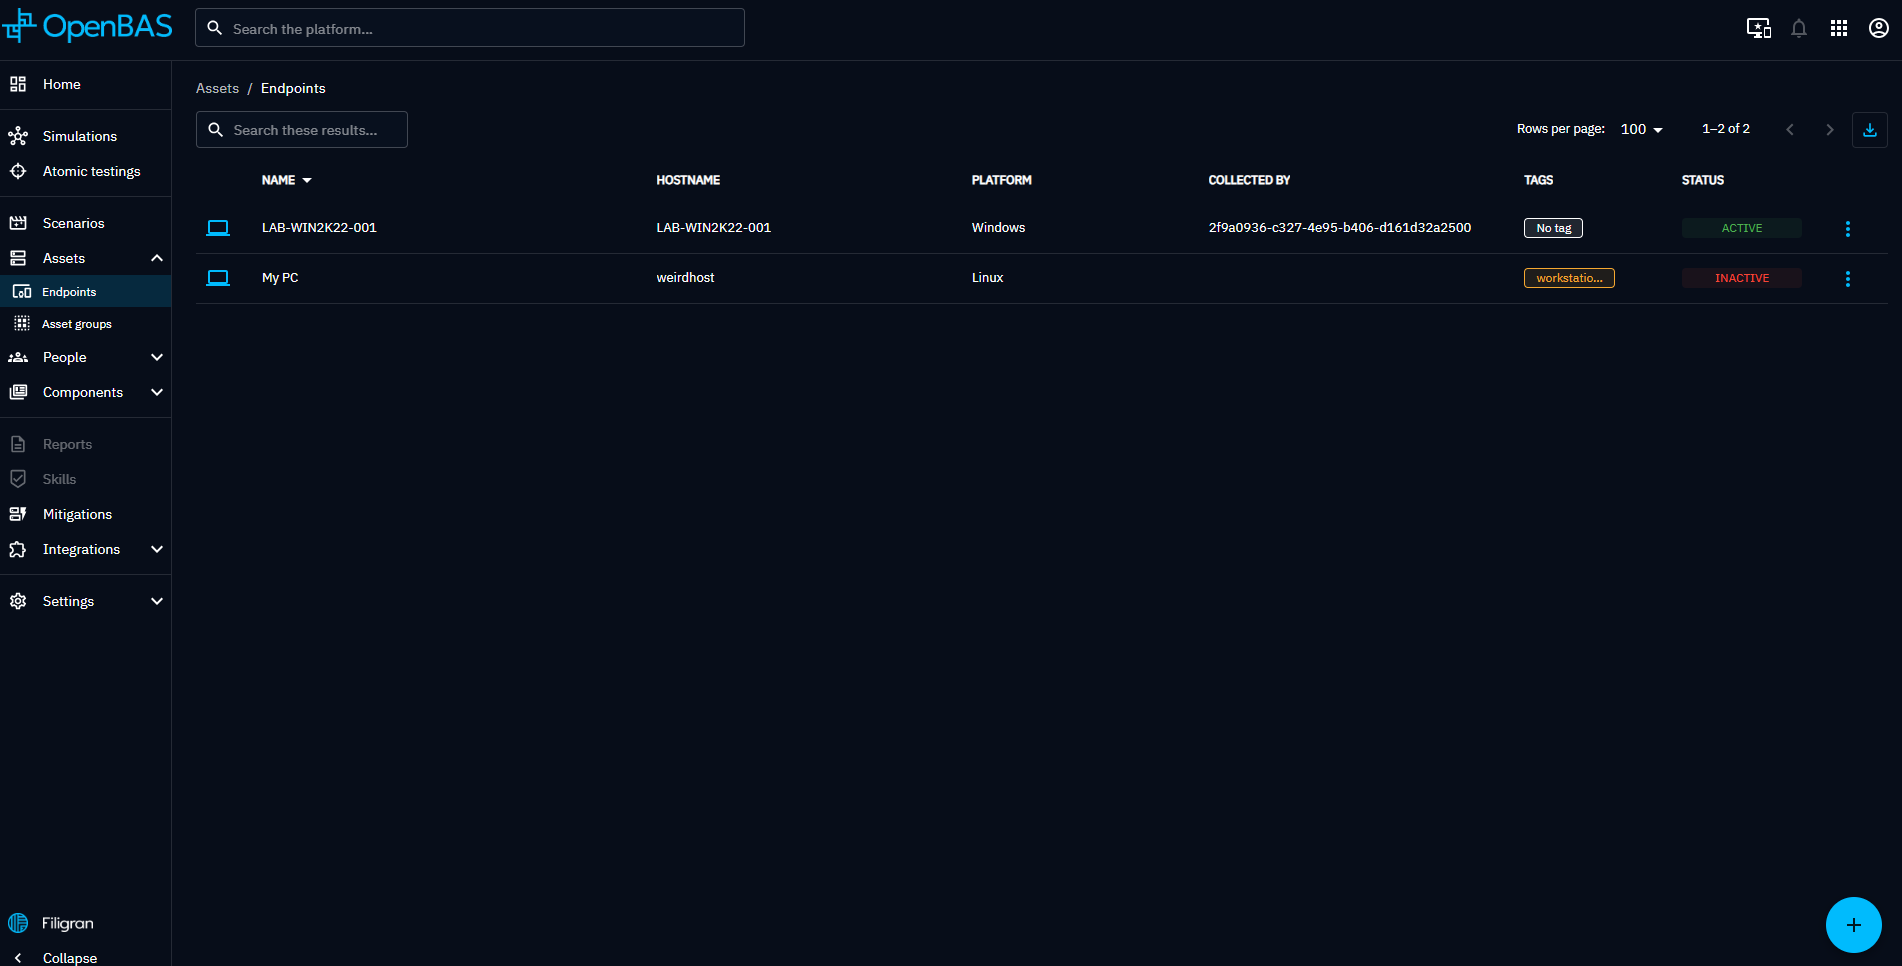 OpenBAS
Search the platform...
Home
Simulations
Atomic testings
Scenarios
Assets
Endpoints
Asset groups
People
Components
Reports
Skills
Mitigations
Integrations
Settings
Filigran
Collapse
Assets / Endpoints
Search these results...
Rows per page: 100 1–2 of 2
NAME HOSTNAME PLATFORM COLLECTED BY TAGS STATUS
LAB-WIN2K22-001 LAB-WIN2K22-001 Windows 2f9a0936-c327-4e95-b406-d161d32a2500 No tag ACTIVE
My PC weirdhost Linux workstatio... INACTIVE